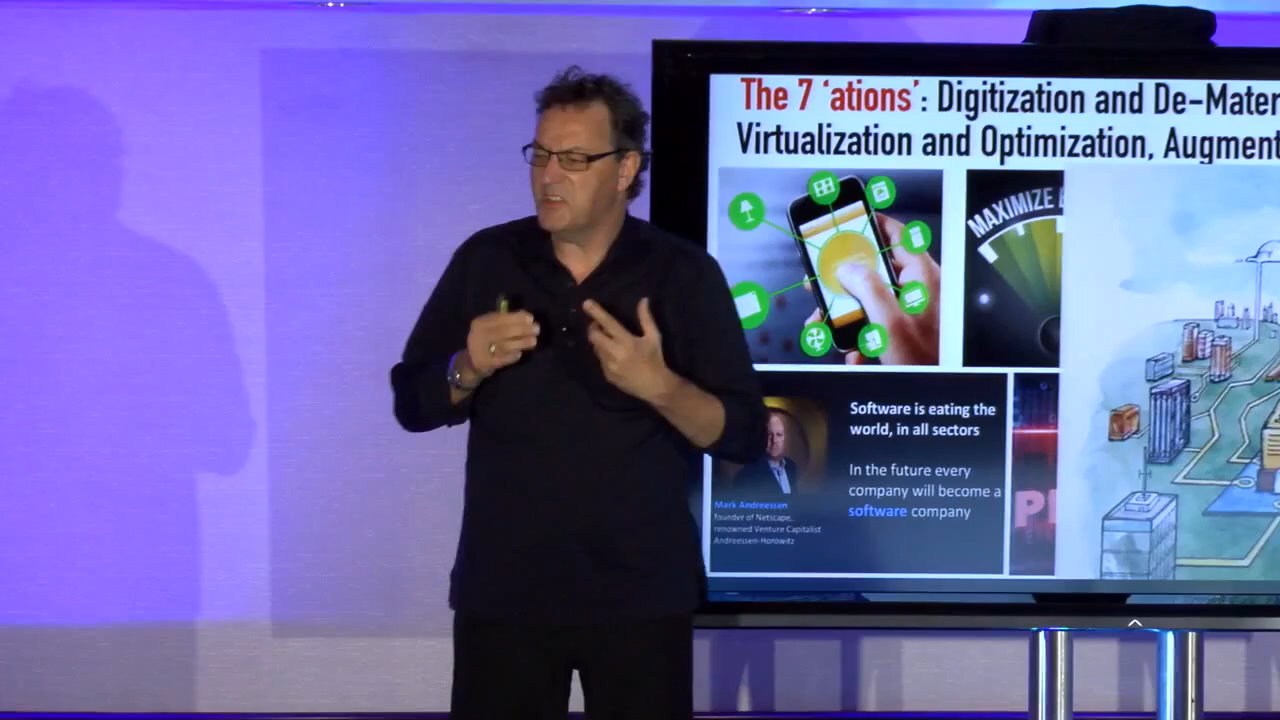 The 7 ‘ations’: Digitization and De-Mater
Virtualization and Optimization, Augment
MAXIMIZE
Software is eating the
world, in all sectors
In the future every
company will become a
software company
Mark Andreessen
founder of Netscape,
renowned Venture Capitalist
Andreessen-Horowitz